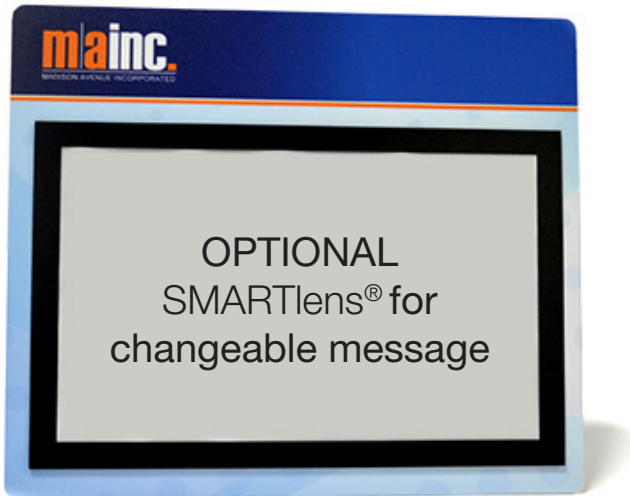 mainc.
MADISON AVENUE INCORPORATED
OPTIONAL
SMARTlens® for
changeable message